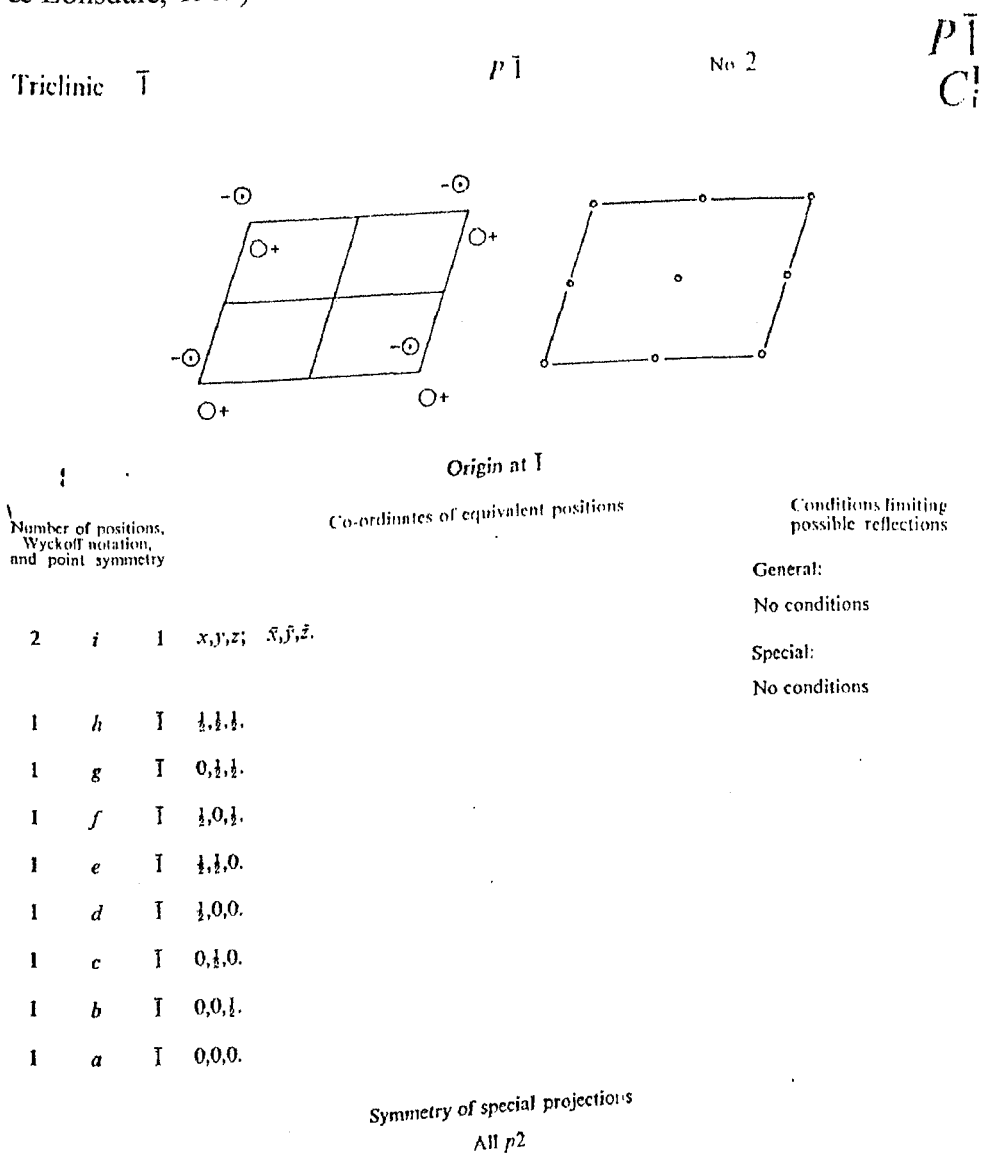 P1̄
Triclinic 1̄ P1̄ No. 2 C¹ᵢ
-⊙ -⊙
○+ ○+
-⊙ -⊙
○+ ○+
Origin at 1̄
Number of positions, Wyckoff notation, and point symmetry
Co-ordinates of equivalent positions
Conditions limiting possible reflections
General:
No conditions
2 i 1 x,y,z; x̄,ȳ,z̄.
Special:
No conditions
1 h 1̄ ½,½,½.
1 g 1̄ 0,½,½.
1 f 1̄ ½,0,½.
1 e 1̄ ½,½,0.
1 d 1̄ ½,0,0.
1 c 1̄ 0,½,0.
1 b 1̄ 0,0,½.
1 a 1̄ 0,0,0.
Symmetry of special projections
All p2